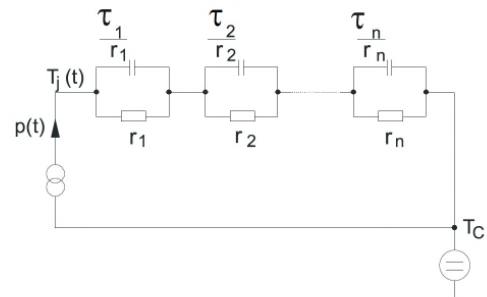 τ1 τ2 τn
r1 r2 rn
Tj (t)
p(t)
r1 r2 rn
TC